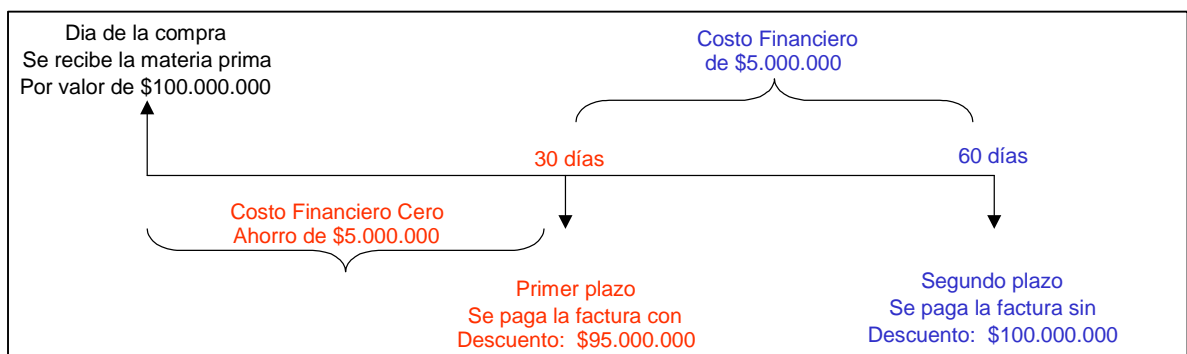 Dia de la compra
Se recibe la materia prima
Por valor de $100.000.000
Costo Financiero
de $5.000.000
30 días
60 días
Costo Financiero Cero
Ahorro de $5.000.000
Primer plazo
Se paga la factura con
Descuento: $95.000.000
Segundo plazo
Se paga la factura sin
Descuento: $100.000.000